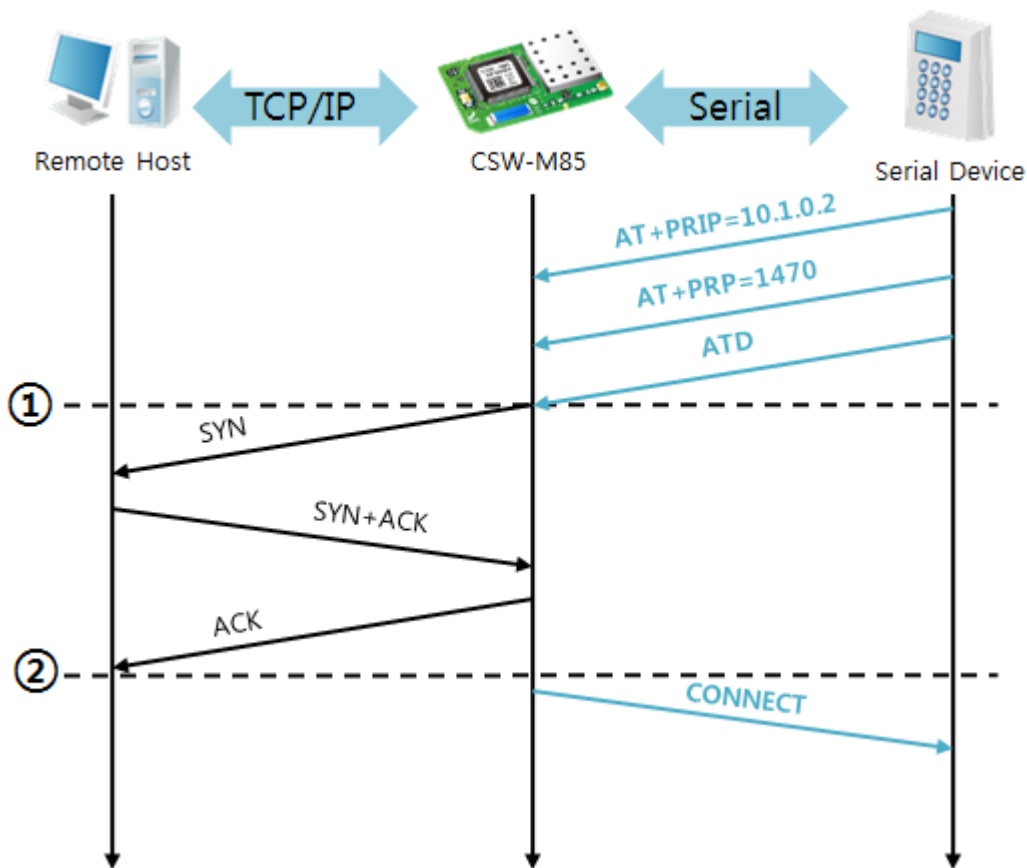 TCP/IP
Serial
Remote Host
CSW-M85
Serial Device
AT+PRIP=10.1.0.2
AT+PRP=1470
ATD
①
SYN
SYN+ACK
ACK
②
CONNECT